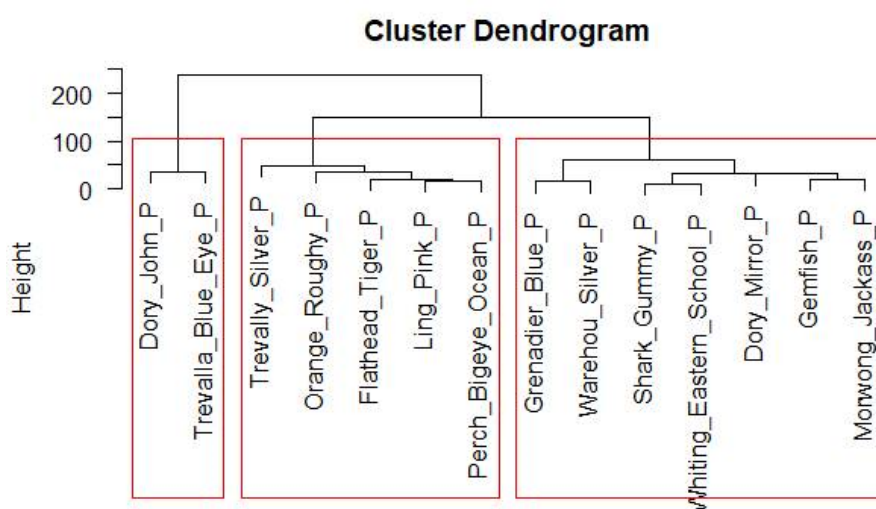 Cluster Dendrogram
200
100
0
Height
Dory_John_P
Trevalla_Blue_Eye_P
Trevally_Silver_P
Orange_Roughy_P
Flathead_Tiger_P
Ling_Pink_P
Perch_Bigeye_Ocean_P
Grenadier_Blue_P
Warehou_Silver_P
Shark_Gummy_P
Whiting_Eastern_School_P
Dory_Mirror_P
Gemfish_P
Morwong_Jackass_P